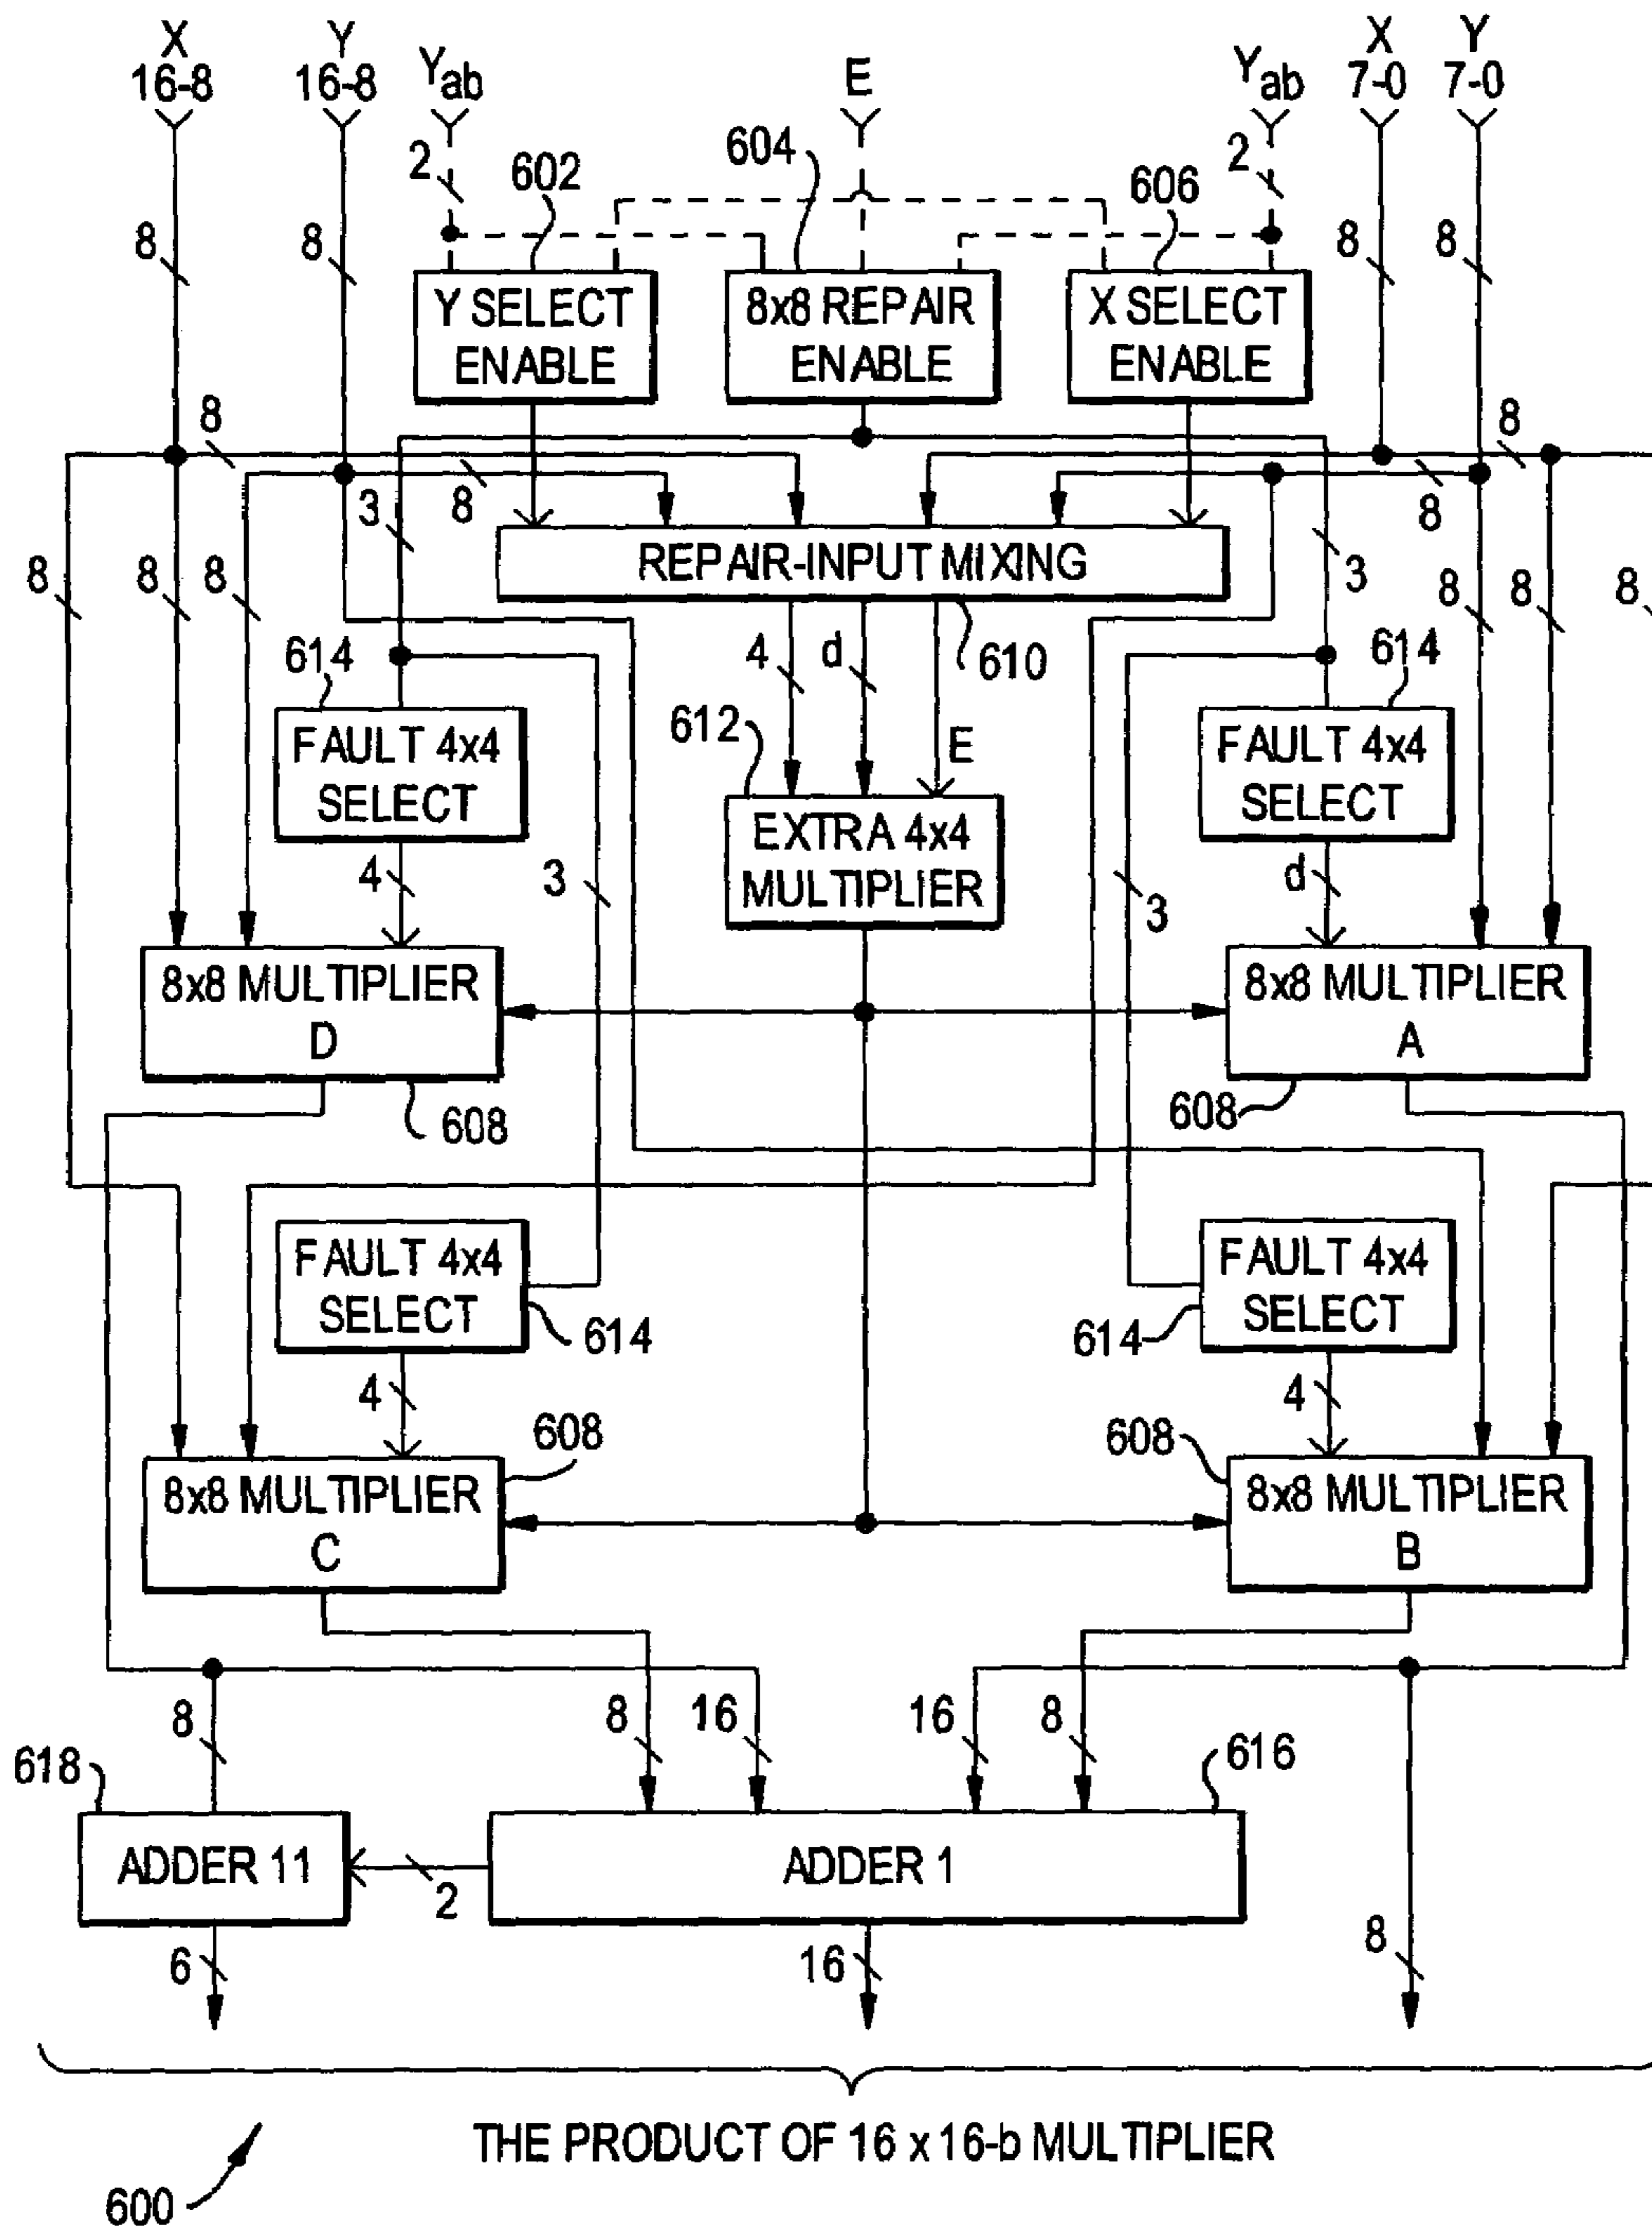 X
16-8
Y
16-8
Yab
E
Yab
X
7-0
Y
7-0
2
602
604
606
2
8
8
8
8
Y SELECT
ENABLE
8x8 REPAIR
ENABLE
X SELECT
ENABLE
8
8
3
8
8
REPAIR-INPUT MIXING
3
8
8
8
8
8
8
614
4
d
610
614
612
E
FAULT 4x4
SELECT
EXTRA 4x4
MULTIPLIER
FAULT 4x4
SELECT
4
3
d
3
8x8 MULTIPLIER
D
8x8 MULTIPLIER
A
608
608
FAULT 4x4
SELECT
FAULT 4x4
SELECT
614
614
4
4
608
608
8x8 MULTIPLIER
C
8x8 MULTIPLIER
B
8
8
16
16
8
618
616
ADDER 11
2
ADDER 1
6
16
8
THE PRODUCT OF 16 x 16-b MULTIPLIER
600